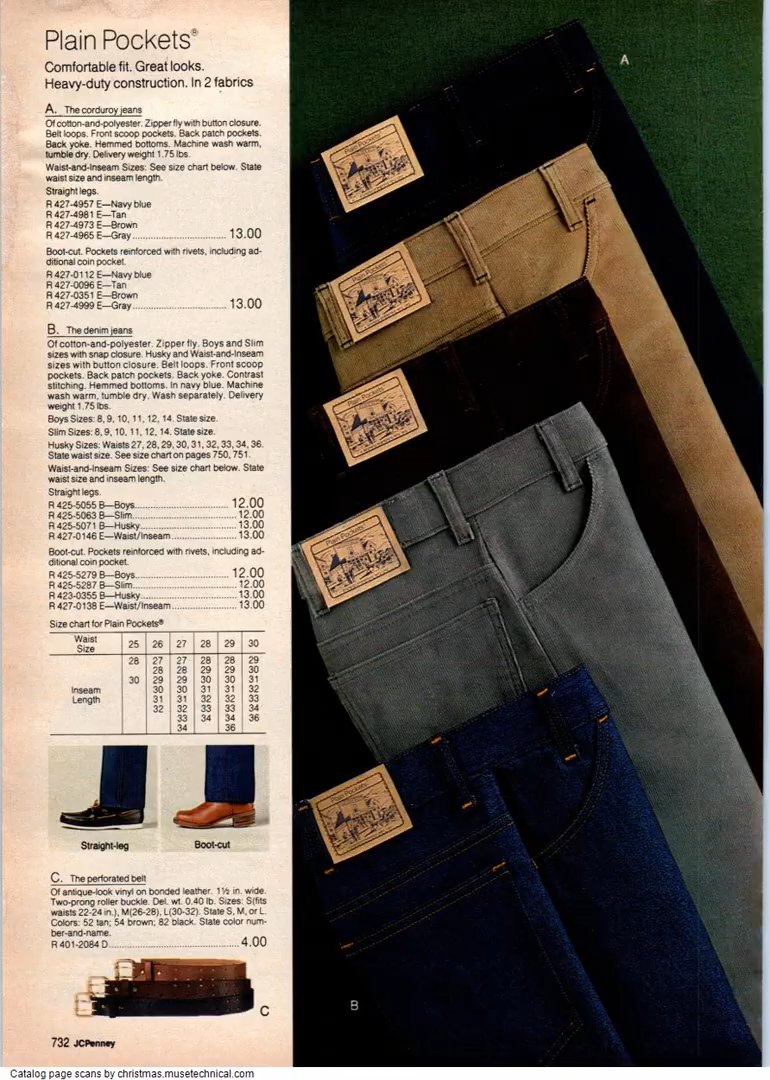 Plain Pockets®
Comfortable fit. Great looks.
Heavy-duty construction. In 2 fabrics
A. The corduroy jeans
Of cotton-and-polyester. Zipper fly with button closure.
Belt loops. Front scoop pockets. Back patch pockets.
Back yoke. Hemmed bottoms. Machine wash warm,
tumble dry. Delivery weight 1.75 lbs.
Waist-and-Inseam Sizes: See size chart below. State
waist size and inseam length.
Straight legs.
R 427-4957 E—Navy blue
R 427-4981 E—Tan
R 427-4973 E—Brown
R 427-4965 E—Gray 13.00
Boot-cut. Pockets reinforced with rivets, including ad-
ditional coin pocket.
R 427-0112 E—Navy blue
R 427-0096 E—Tan
R 427-0351 E—Brown
R 427-4999 E—Gray 13.00
B. The denim jeans
Of cotton-and-polyester. Zipper fly. Boys and Slim
sizes with snap closure. Husky and Waist-and-Inseam
sizes with button closure. Belt loops. Front scoop
pockets. Back patch pockets. Back yoke. Contrast
stitching. Hemmed bottoms. In navy blue. Machine
wash warm, tumble dry. Wash separately. Delivery
weight 1.75 lbs.
Boys Sizes: 8, 9, 10, 11, 12, 14. State size.
Slim Sizes: 8, 9, 10, 11, 12, 14. State size.
Husky Sizes: Waists 27, 28, 29, 30, 31, 32, 33, 34, 36.
State waist size. See size chart on pages 750, 751.
Waist-and-Inseam Sizes: See size chart below. State
waist size and inseam length.
Straight legs.
R 425-5055 B—Boys 12.00
R 425-5063 B—Slim 12.00
R 425-5071 B—Husky 13.00
R 427-0146 E—Waist/Inseam 13.00
Boot-cut. Pockets reinforced with rivets, including ad-
ditional coin pocket.
R 425-5279 B—Boys 12.00
R 425-5287 B—Slim 12.00
R 423-0355 B—Husky 13.00
R 427-0138 E—Waist/Inseam 13.00
Size chart for Plain Pockets®
Waist Size 25 26 27 28 29 30
Inseam Length
28 27 27 28 28 29
28 28 29 29 30
30 29 29 30 30 31
30 30 31 31 32
31 31 32 32 33
32 32 33 33 34
33 34 34 36
34 36
Straight-leg Boot-cut
C. The perforated belt
Of antique-look vinyl on bonded leather. 1½ in. wide.
Two-prong roller buckle. Del. wt. 0.40 lb. Sizes: S(fits
waists 22-24 in.), M(26-28), L(30-32). State S, M, or L.
Colors: 52 tan; 54 brown; 82 black. State color num-
ber-and-name.
R 401-2084 D 4.00
C
732 JCPenney
A
Plain Pockets
Plain Pockets
Plain Pockets
Plain Pockets
Plain Pockets
B
Catalog page scans by christmas.musetechnical.com